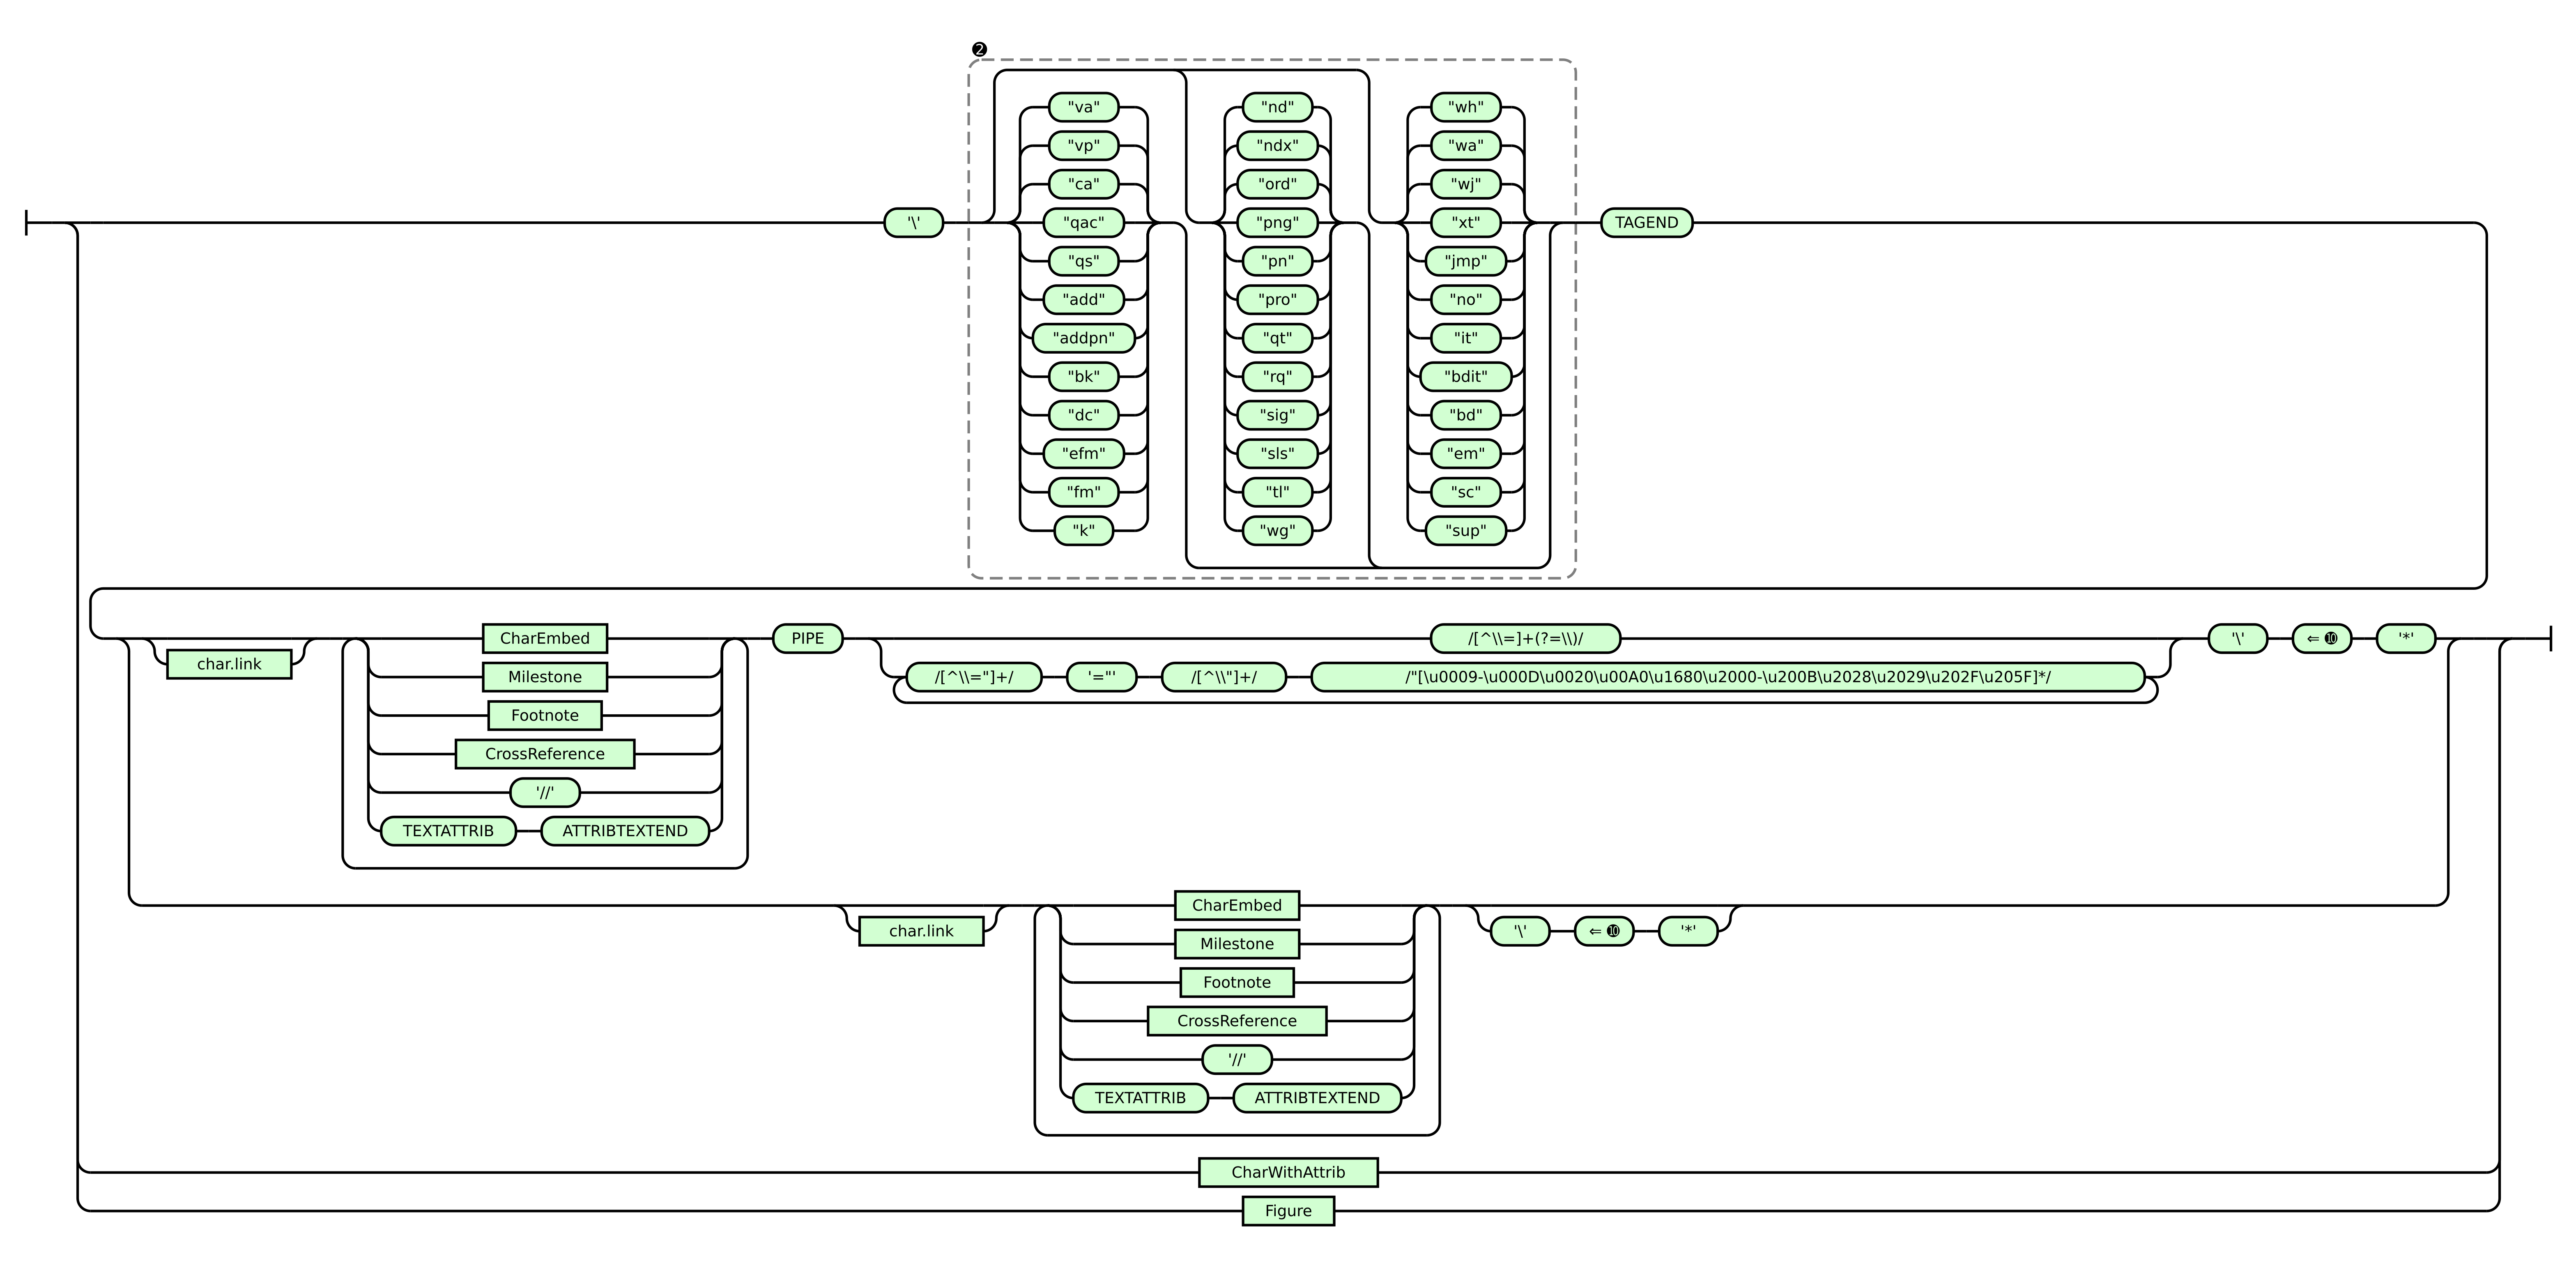 ❷
"va" "nd" "wh"
"vp" "ndx" "wa"
"ca" "ord" "wj"
'\' "qac" "png" "xt" TAGEND
"qs" "pn" "jmp"
"add" "pro" "no"
"addpn" "qt" "it"
"bk" "rq" "bdit"
"dc" "sig" "bd"
"efm" "sls" "em"
"fm" "tl" "sc"
"k" "wg" "sup"
CharEmbed PIPE /[^\\=]+(?=\\)/ '\' ⇐ ❿ '*'
char.link
Milestone /[^\\="]+/ '="' /[^\\"]+/ /"[\u0009-\u000D\u0020\u00A0\u1680\u2000-\u200B\u2028\u2029\u202F\u205F]*/
Footnote
CrossReference
'//'
TEXTATTRIB ATTRIBTEXTEND
CharEmbed
char.link '\' ⇐ ❿ '*'
Milestone
Footnote
CrossReference
'//'
TEXTATTRIB ATTRIBTEXTEND
CharWithAttrib
Figure